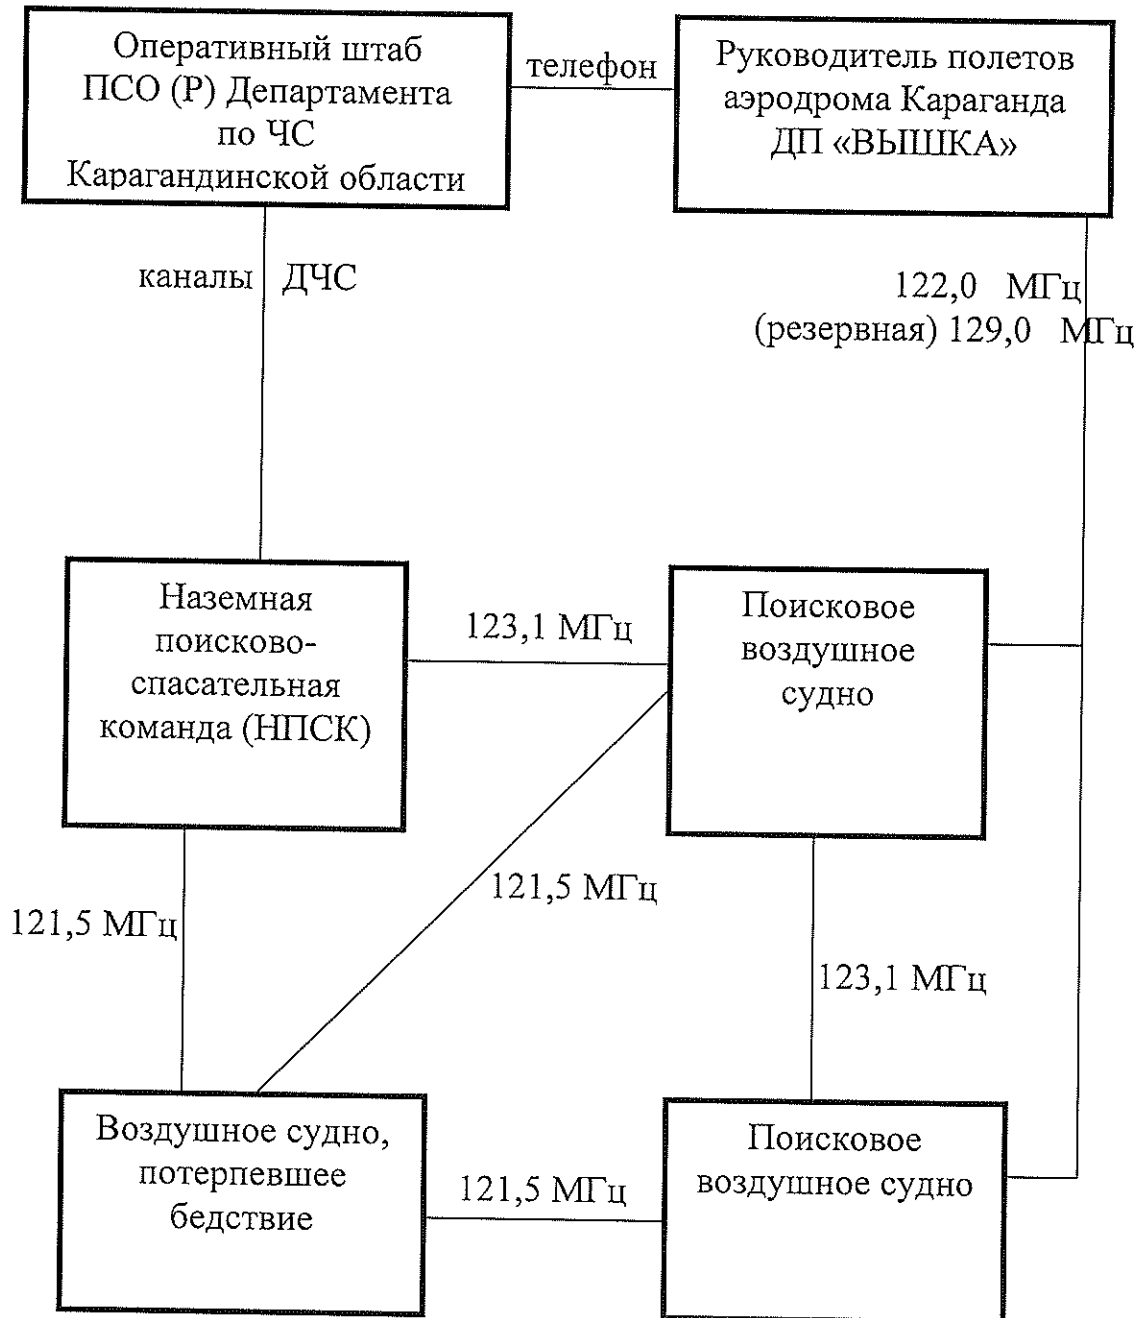 Оперативный штаб
ПСО (Р) Департамента
по ЧС
Карагандинской области
телефон
Руководитель полетов
аэродрома Караганда
ДП «ВЫШКА»
каналы ДЧС
122,0 МГц
(резервная) 129,0 МГц
Наземная
поисково-
спасательная
команда (НПСК)
123,1 МГц
Поисковое
воздушное
судно
121,5 МГц
121,5 МГц
123,1 МГц
Воздушное судно,
потерпевшее
бедствие
121,5 МГц
Поисковое
воздушное судно